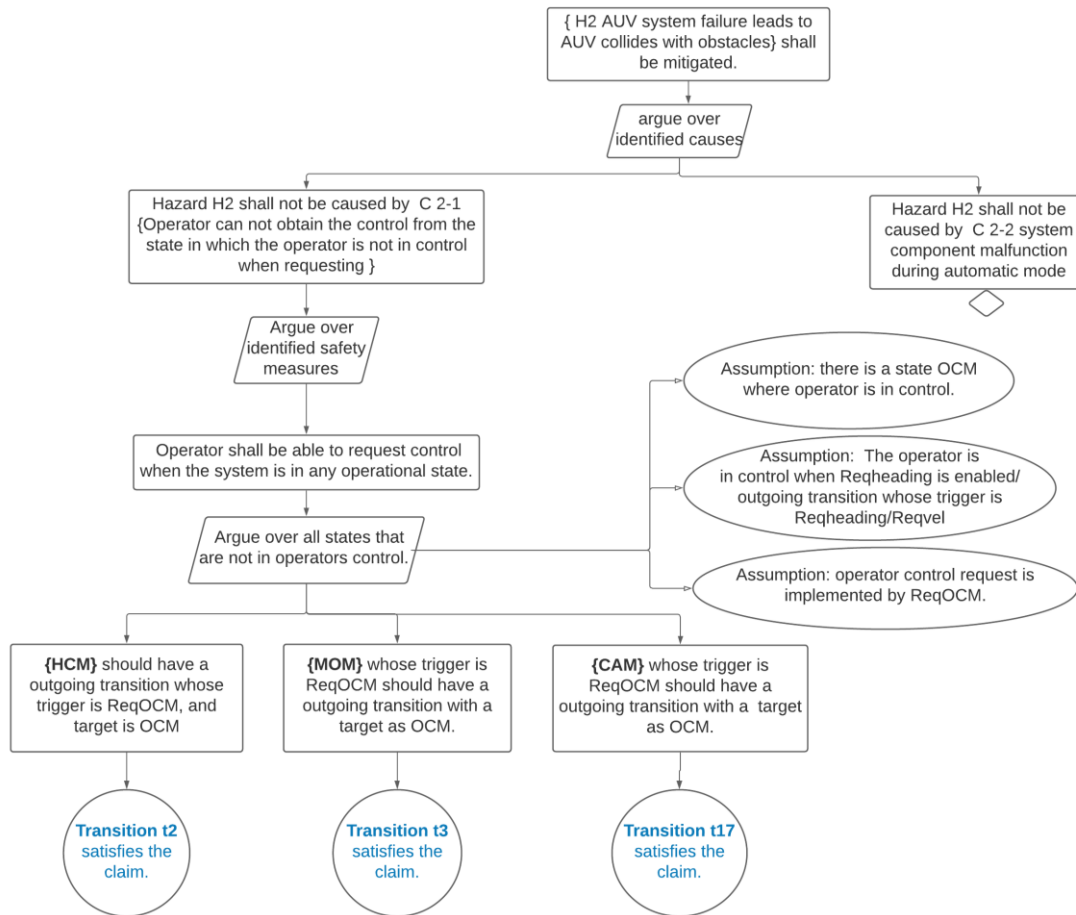 { H2 AUV system failure leads to
AUV collides with obstacles} shall
be mitigated.
argue over
identified causes
Hazard H2 shall not be caused by C 2-1
{Operator can not obtain the control from the
state in which the operator is not in control
when requesting }
Hazard H2 shall not be
caused by C 2-2 system
component malfunction
during automatic mode
Argue over
identified safety
measures
Assumption: there is a state OCM
where operator is in control.
Operator shall be able to request control
when the system is in any operational state.
Assumption: The operator is
in control when Reqheading is enabled/
outgoing transition whose trigger is
Reqheading/Reqvel
Argue over all states that
are not in operators control.
Assumption: operator control request is
implemented by ReqOCM.
{HCM} should have a
outgoing transition whose
trigger is ReqOCM, and
target is OCM
{MOM} whose trigger is
ReqOCM should have a
outgoing transition with a
target as OCM.
{CAM} whose trigger is
ReqOCM should have a
outgoing transition with a target
as OCM.
Transition t2
satisfies the
claim.
Transition t3
satisfies the
claim.
Transition t17
satisfies the
claim.